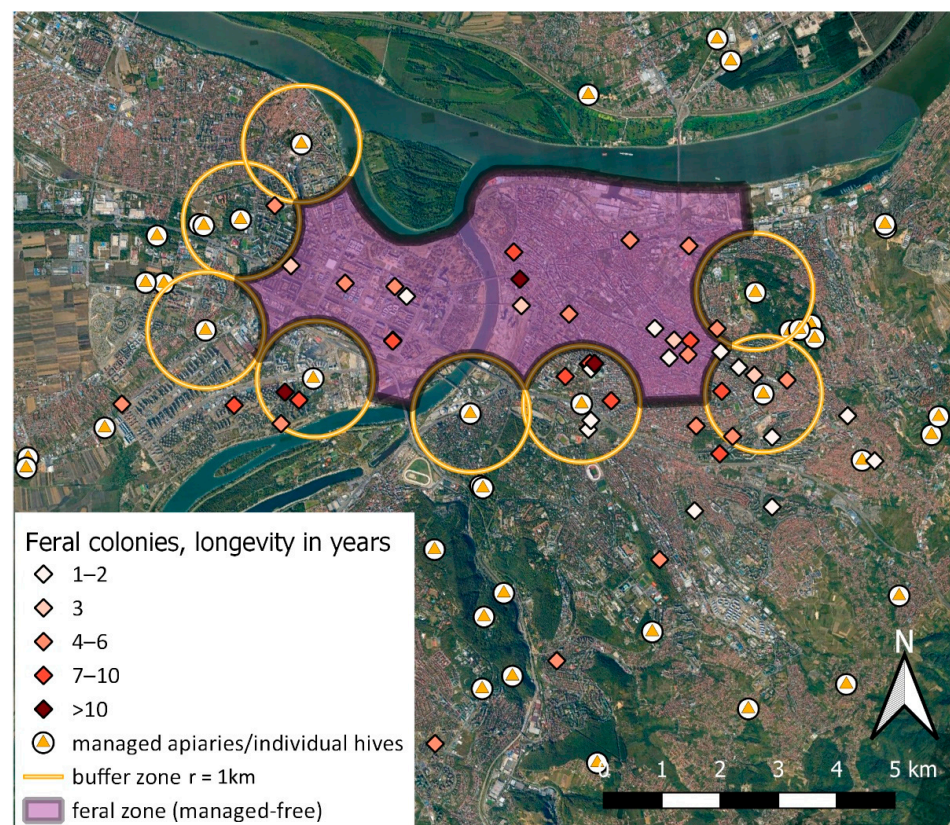 Feral colonies, longevity in years
1–2
3
4–6
7–10
>10
managed apiaries/individual hives
buffer zone r = 1km
feral zone (managed-free)
N
0 1 2 3 4 5 km